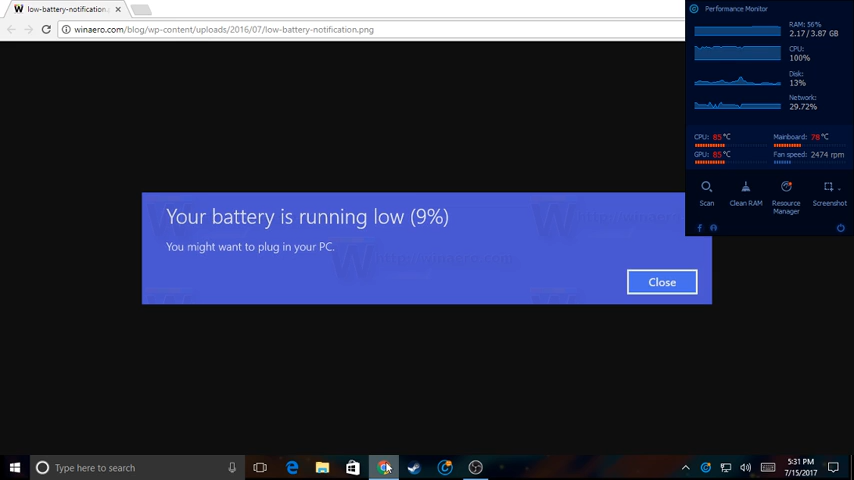 low-battery-notification.
winaero.com/blog/wp-content/uploads/2016/07/low-battery-notification.png
Performance Monitor
RAM: 56%
2.17 / 3.87 GB
CPU:
100%
Disk:
13%
Network:
29.72%
CPU: 85 °C
Mainboard: 78 °C
GPU: 85 °C
Fan speed: 2474 rpm
Scan
Clean RAM
Resource Manager
Screenshot
Your battery is running low (9%)
You might want to plug in your PC.
Close
Type here to search
5:31 PM
7/15/2017